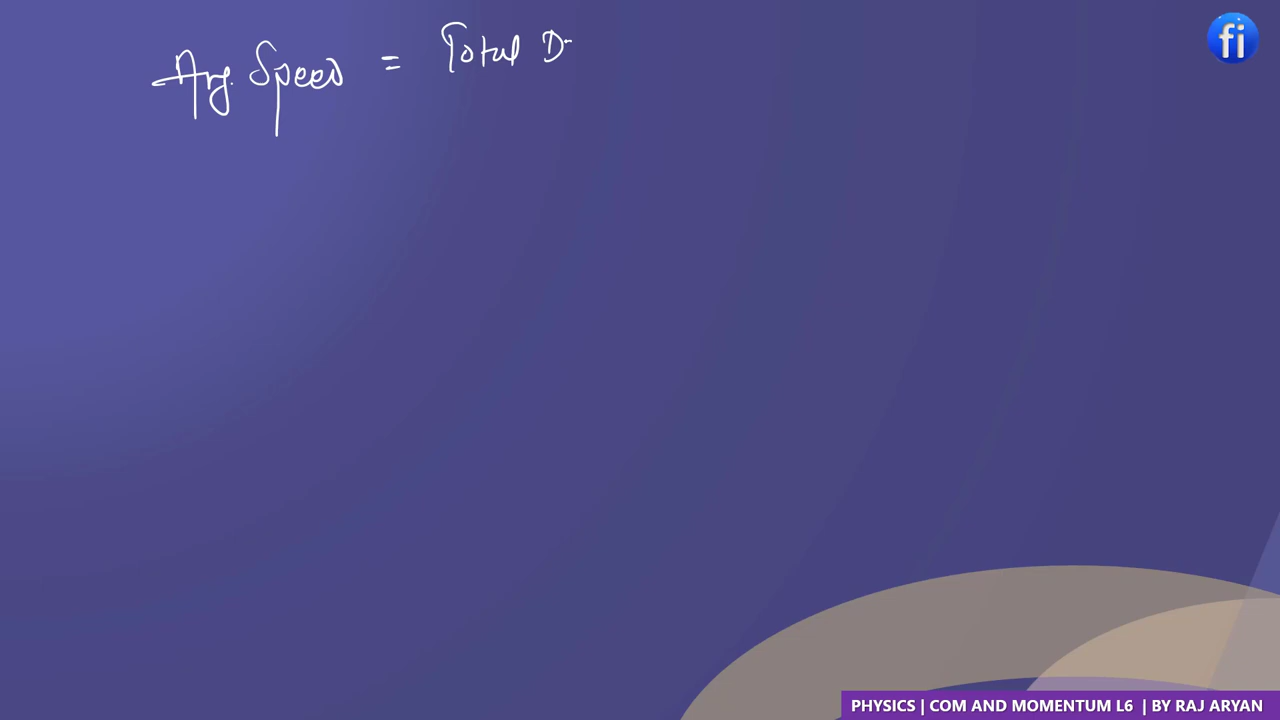 Avg. Speed = Total D
fi
PHYSICS | COM AND MOMENTUM L6 | BY RAJ ARYAN